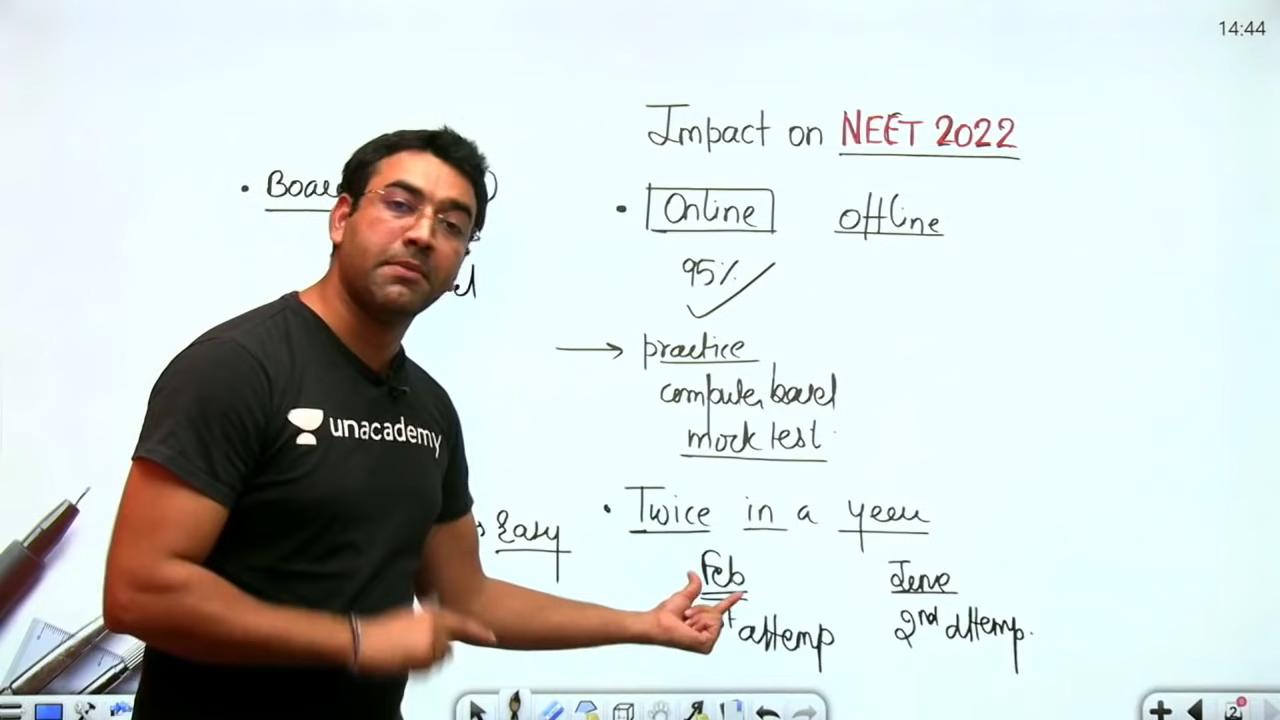 14:44
Impact on NEET 2022
• Online offline
95%
→ practice
computer based
mock test
Easy
• Twice in a year
Feb June
attemp 2nd attemp.
unacademy
2